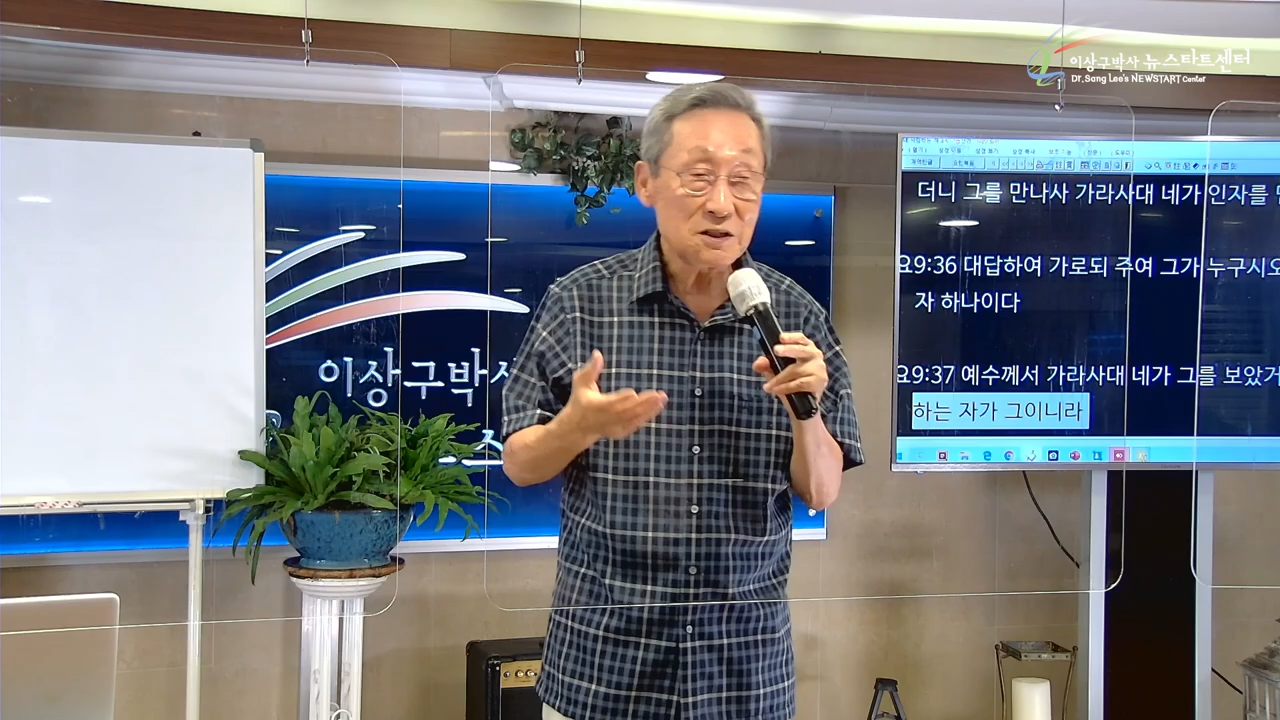 이상구박사 뉴스타트센터
Dr. Sang Lee's NEWSTART Center
더니 그를 만나사 가라사대 네가 인자를
요9:36 대답하여 가로되 주여 그가 누구시오
자 하나이다
요9:37 예수께서 가라사대 네가 그를 보았거
하는 자가 그이니라
이상구박사